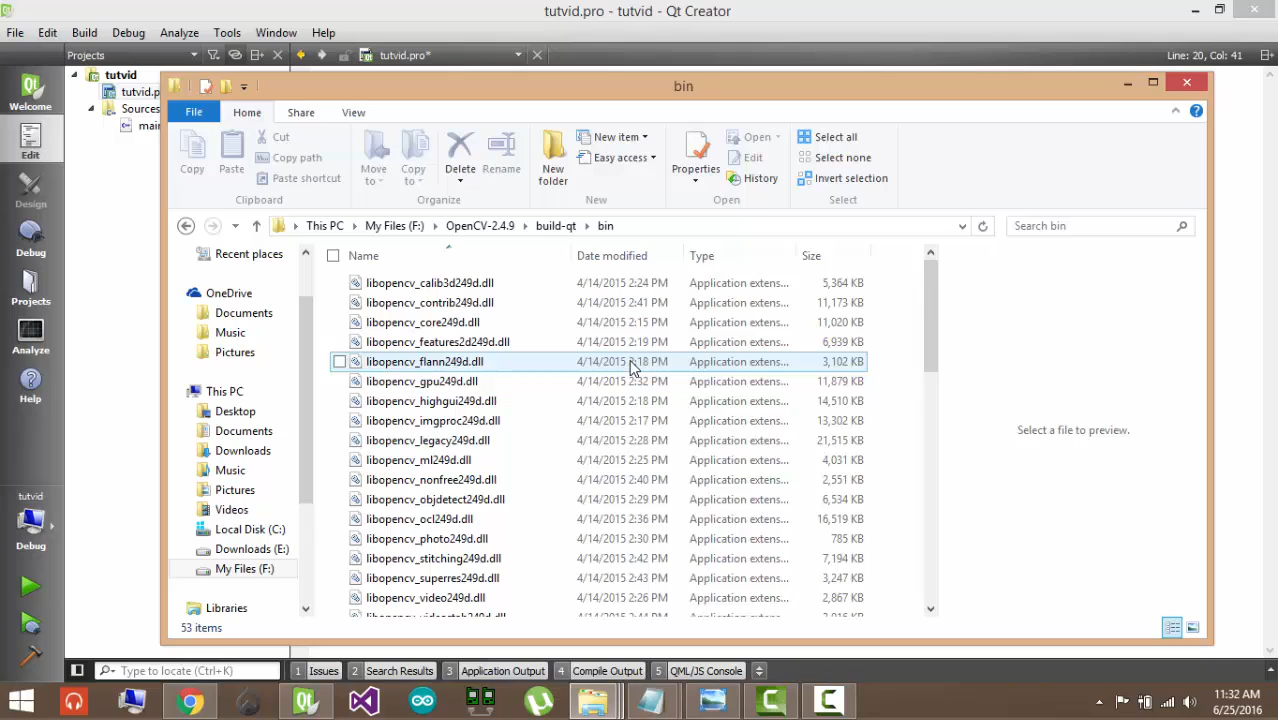 tutvid.pro - tutvid - Qt Creator
File Edit Build Debug Analyze Tools Window Help
Projects tutvid.pro* Line: 20, Col: 41
Welcome
Edit
Design
Debug
Projects
Analyze
Help
tutvid
Debug
tutvid
tutvid.p
Sources
mai
bin
File Home Share View
Copy
Paste
Cut
Copy path
Paste shortcut
Clipboard
Move to
Copy to
Delete
Rename
Organize
New folder
New item
Easy access
New
Properties
Open
Edit
History
Open
Select all
Select none
Invert selection
Select
This PC My Files (F:) OpenCV-2.4.9 build-qt bin
Search bin
Recent places
OneDrive
Documents
Music
Pictures
This PC
Desktop
Documents
Downloads
Music
Pictures
Videos
Local Disk (C:)
Downloads (E:)
My Files (F:)
Libraries
Name Date modified Type Size
libopencv_calib3d249d.dll 4/14/2015 2:24 PM Application extens... 5,364 KB
libopencv_contrib249d.dll 4/14/2015 2:41 PM Application extens... 11,173 KB
libopencv_core249d.dll 4/14/2015 2:15 PM Application extens... 11,020 KB
libopencv_features2d249d.dll 4/14/2015 2:19 PM Application extens... 6,939 KB
libopencv_flann249d.dll 4/14/2015 2:18 PM Application extens... 3,102 KB
libopencv_gpu249d.dll 4/14/2015 2:32 PM Application extens... 11,879 KB
libopencv_highgui249d.dll 4/14/2015 2:18 PM Application extens... 14,510 KB
libopencv_imgproc249d.dll 4/14/2015 2:17 PM Application extens... 13,302 KB
libopencv_legacy249d.dll 4/14/2015 2:28 PM Application extens... 21,515 KB
libopencv_ml249d.dll 4/14/2015 2:25 PM Application extens... 4,031 KB
libopencv_nonfree249d.dll 4/14/2015 2:40 PM Application extens... 2,551 KB
libopencv_objdetect249d.dll 4/14/2015 2:29 PM Application extens... 6,534 KB
libopencv_ocl249d.dll 4/14/2015 2:36 PM Application extens... 16,519 KB
libopencv_photo249d.dll 4/14/2015 2:30 PM Application extens... 785 KB
libopencv_stitching249d.dll 4/14/2015 2:42 PM Application extens... 7,194 KB
libopencv_superres249d.dll 4/14/2015 2:43 PM Application extens... 3,247 KB
libopencv_video249d.dll 4/14/2015 2:26 PM Application extens... 2,867 KB
Select a file to preview.
53 items
Type to locate (Ctrl+K) 1 Issues 2 Search Results 3 Application Output 4 Compile Output 5 QML/JS Console
11:32 AM
6/25/2016